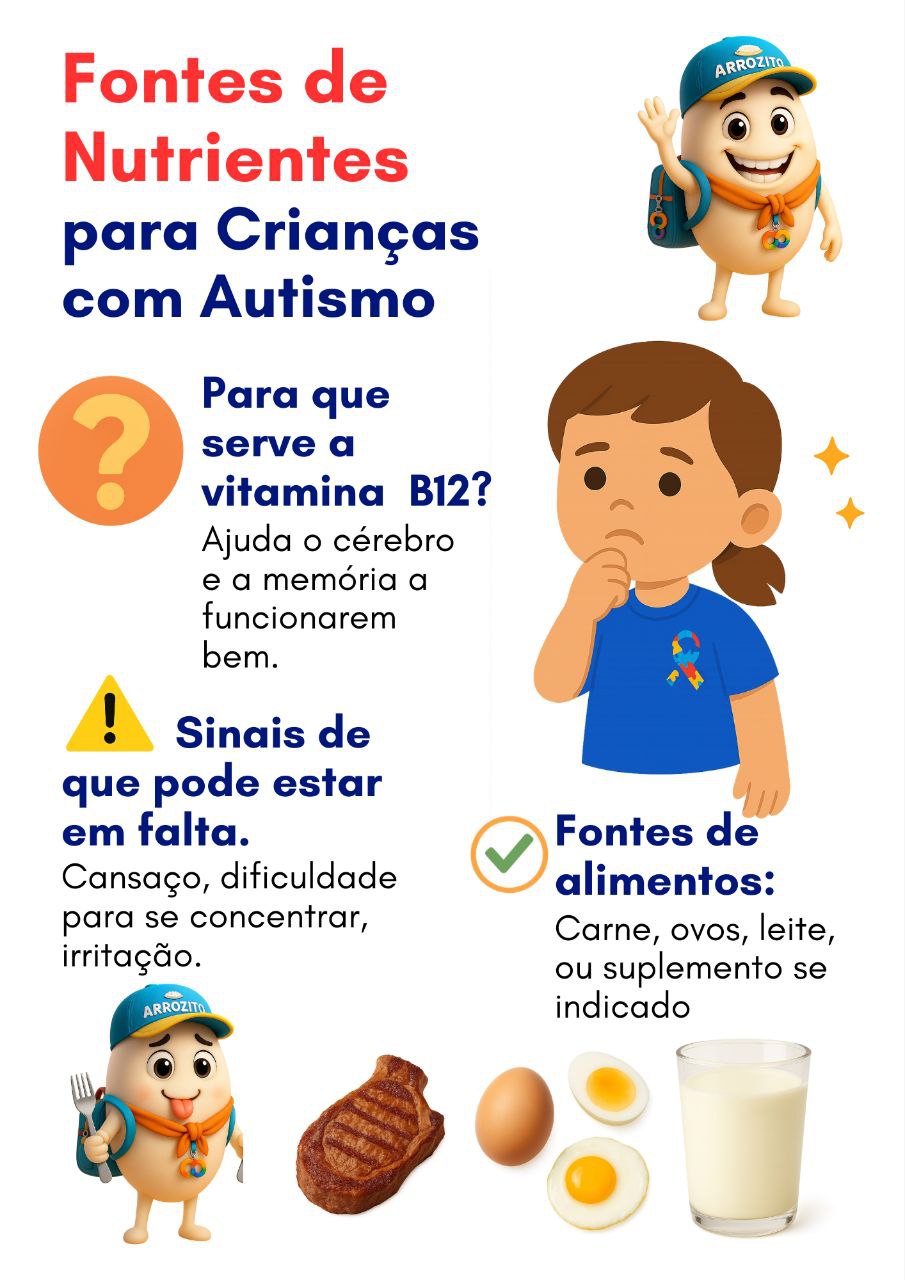 Fontes de
Nutrientes
para Crianças
com Autismo
ARROZITO
Para que
serve a
vitamina B12?
Ajuda o cérebro
e a memória a
funcionarem
bem.
Sinais de
que pode estar
em falta.
Cansaço, dificuldade
para se concentrar,
irritação.
Fontes de
alimentos:
Carne, ovos, leite,
ou suplemento se
indicado
ARROZITO